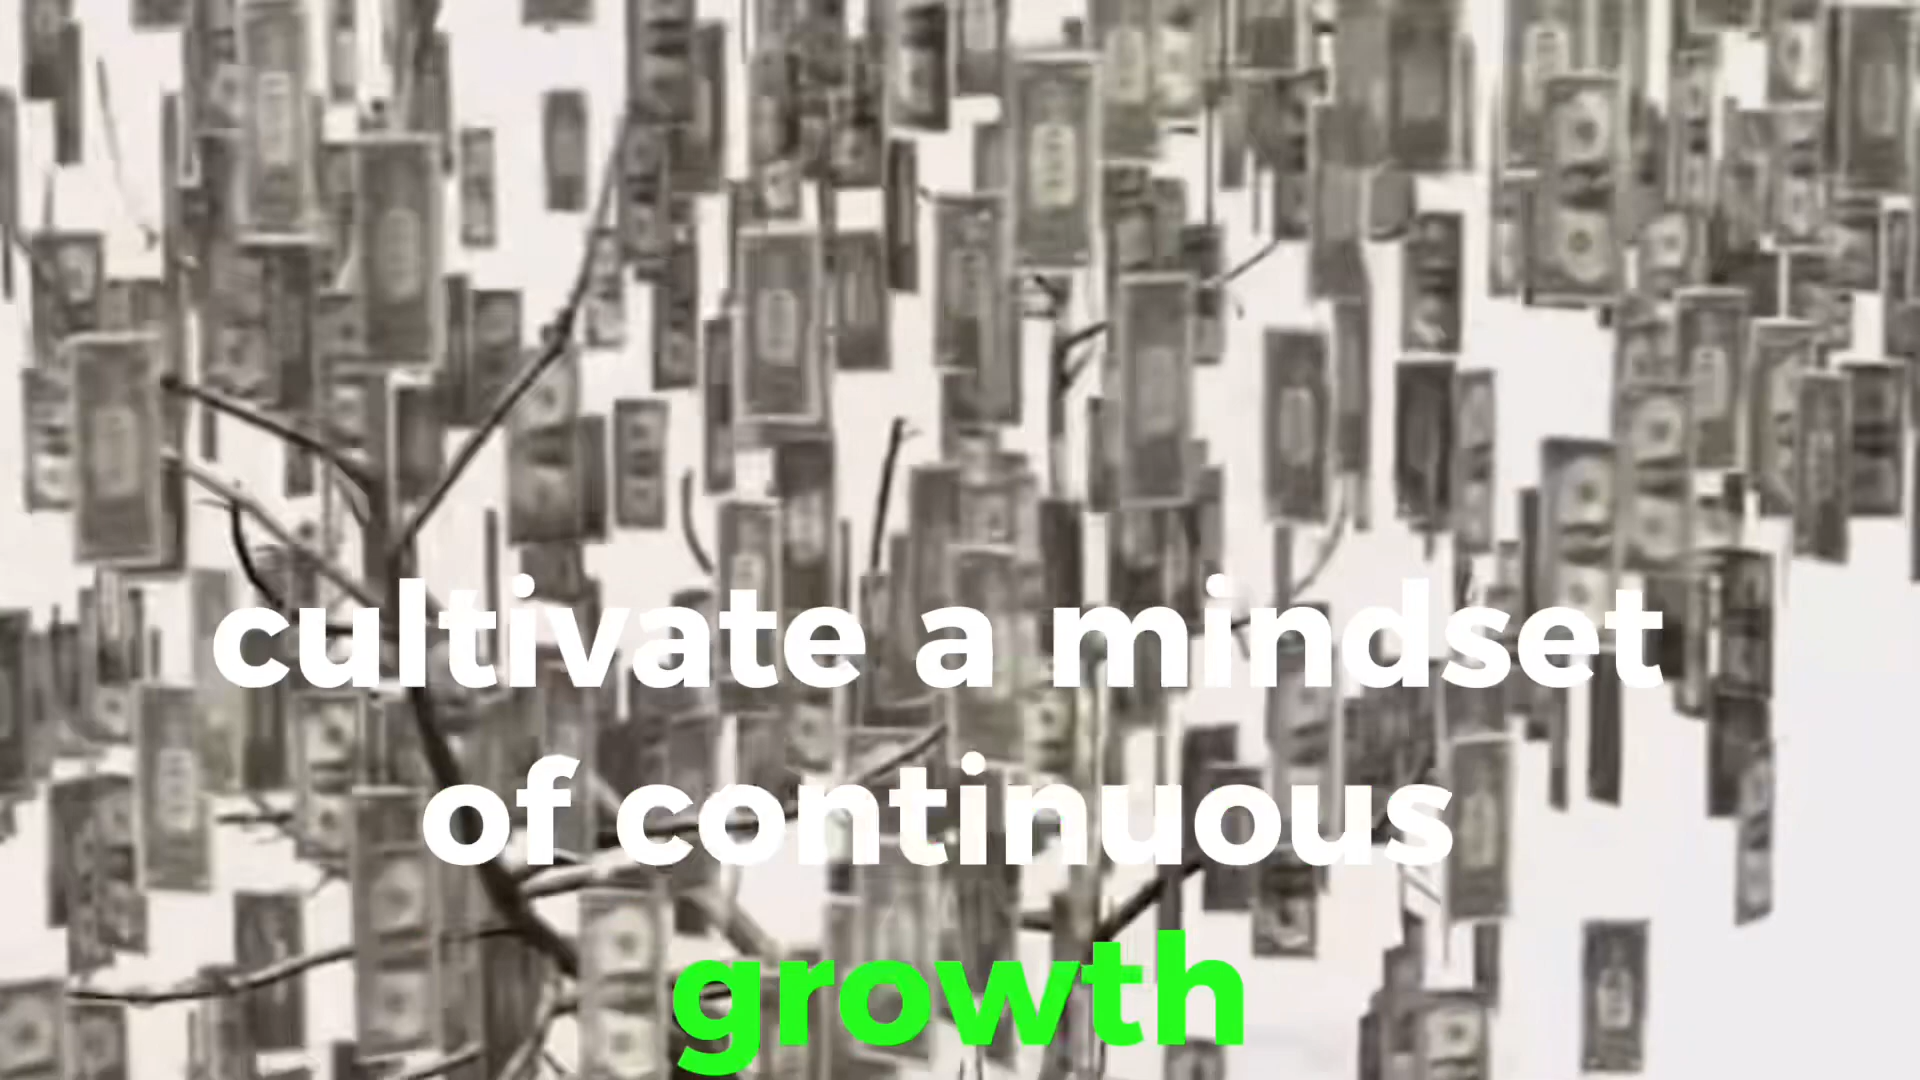 cultivate a mindset
of continuous
growth